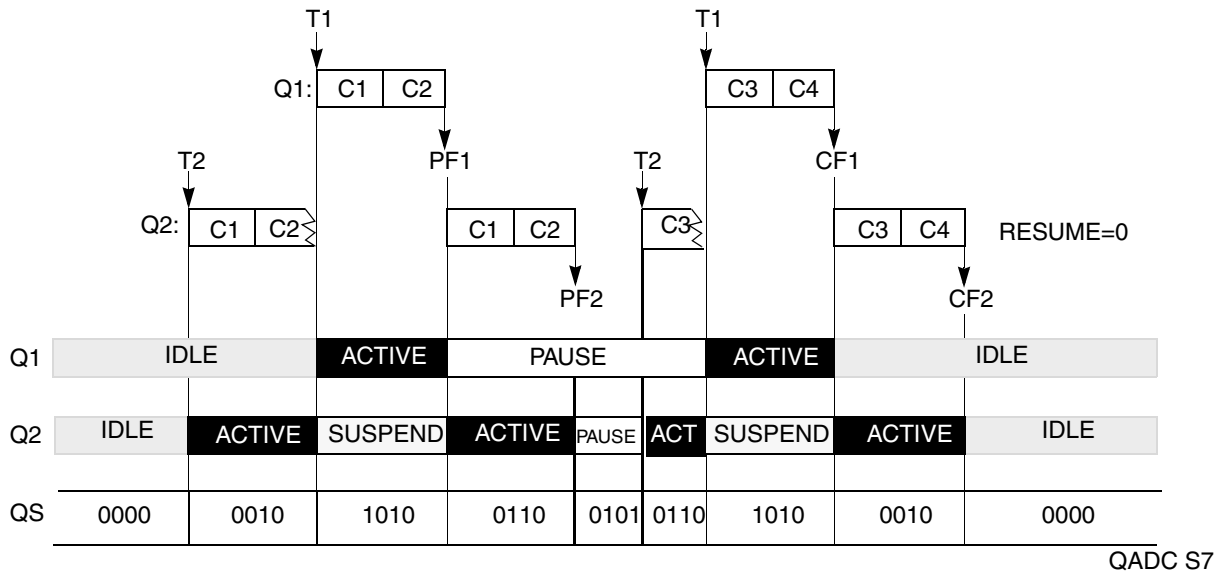 T1 T1
Q1: C1 C2 C3 C4
T2 PF1 T2 CF1
Q2: C1 C2 C1 C2 C3 C3 C4 RESUME=0
PF2 CF2
Q1 IDLE ACTIVE PAUSE ACTIVE IDLE
Q2 IDLE ACTIVE SUSPEND ACTIVE PAUSE ACT SUSPEND ACTIVE IDLE
QS 0000 0010 1010 0110 0101 0110 1010 0010 0000
QADC S7